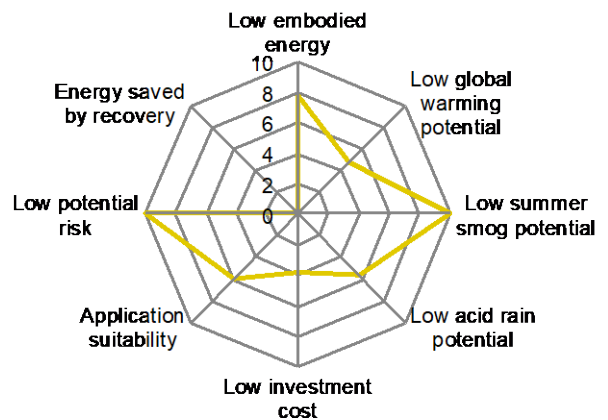 Low embodied
energy
10
8
6
4
2
0
Low global
warming
potential
Low summer
smog potential
Low acid rain
potential
Low investment
cost
Application
suitability
Low potential
risk
Energy saved
by recovery